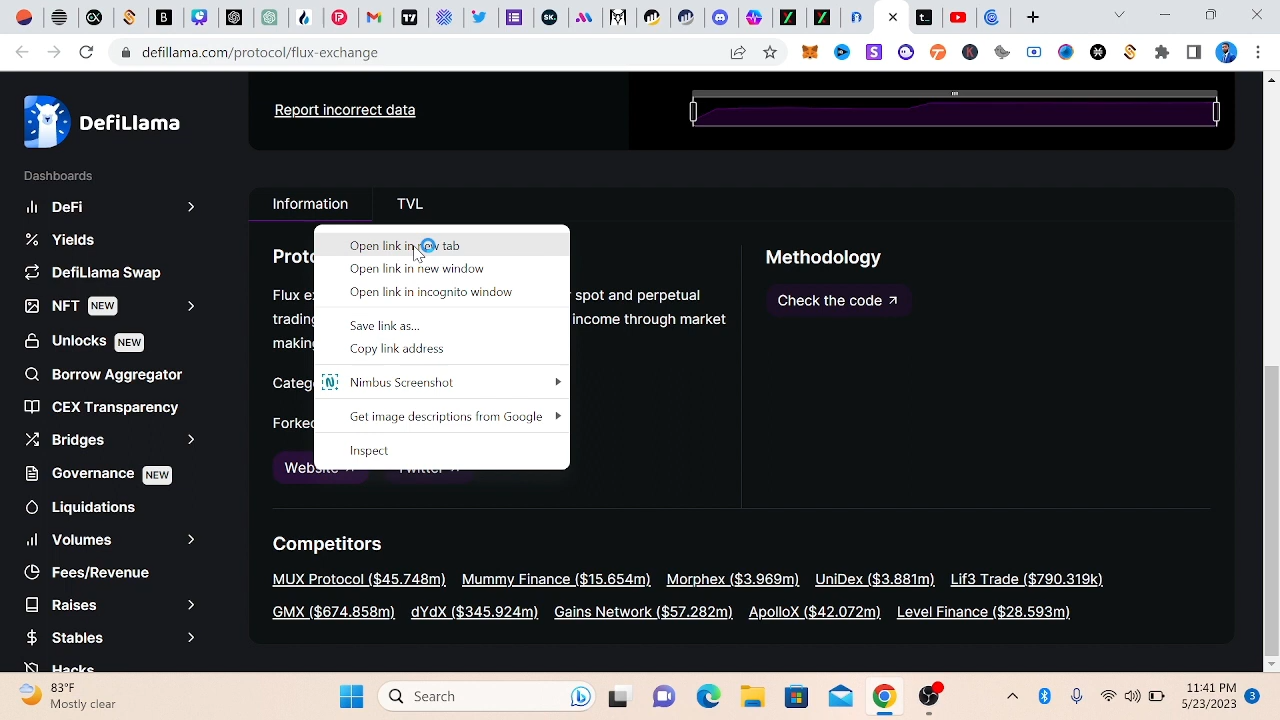 defillama.com/protocol/flux-exchange
DefiLlama
Report incorrect data
Dashboards
DeFi
Yields
DefiLlama Swap
NFT NEW
Unlocks NEW
Borrow Aggregator
CEX Transparency
Bridges
Governance NEW
Liquidations
Volumes
Fees/Revenue
Raises
Stables
Hacks
Information TVL
Open link in new tab
Open link in new window
Open link in incognito window
Save link as...
Copy link address
Nimbus Screenshot
Get image descriptions from Google
Inspect
spot and perpetual
trading
income through market
making
Website
Twitter
Methodology
Check the code
Competitors
MUX Protocol ($45.748m) Mummy Finance ($15.654m) Morphex ($3.969m) UniDex ($3.881m) Lif3 Trade ($790.319k)
GMX ($674.858m) dYdX ($345.924m) Gains Network ($57.282m) ApolloX ($42.072m) Level Finance ($28.593m)
83°F
Mostly clear
Search
11:41 PM
5/23/2023
3